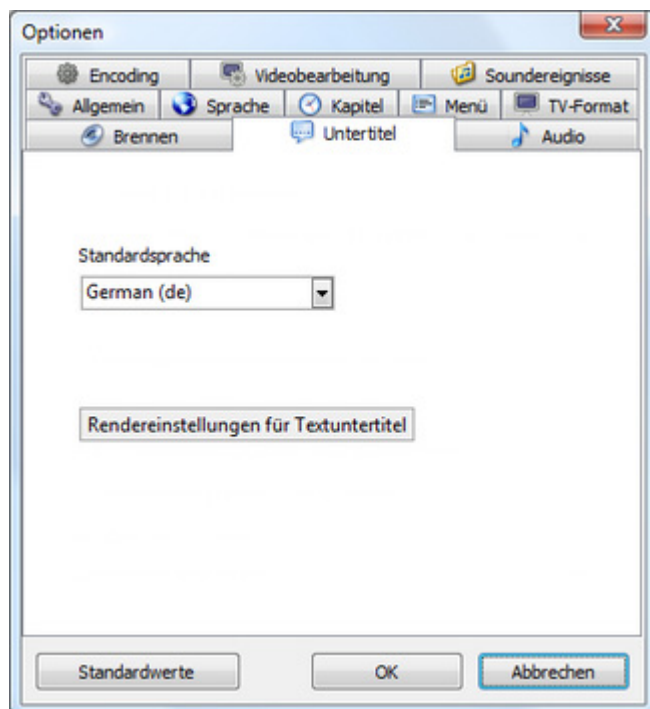 Optionen
Encoding Videobearbeitung Soundereignisse
Allgemein Sprache Kapitel Menü TV-Format
Brennen Untertitel Audio
Standardsprache
German (de)
Rendereinstellungen für Textuntertitel
Standardwerte OK Abbrechen